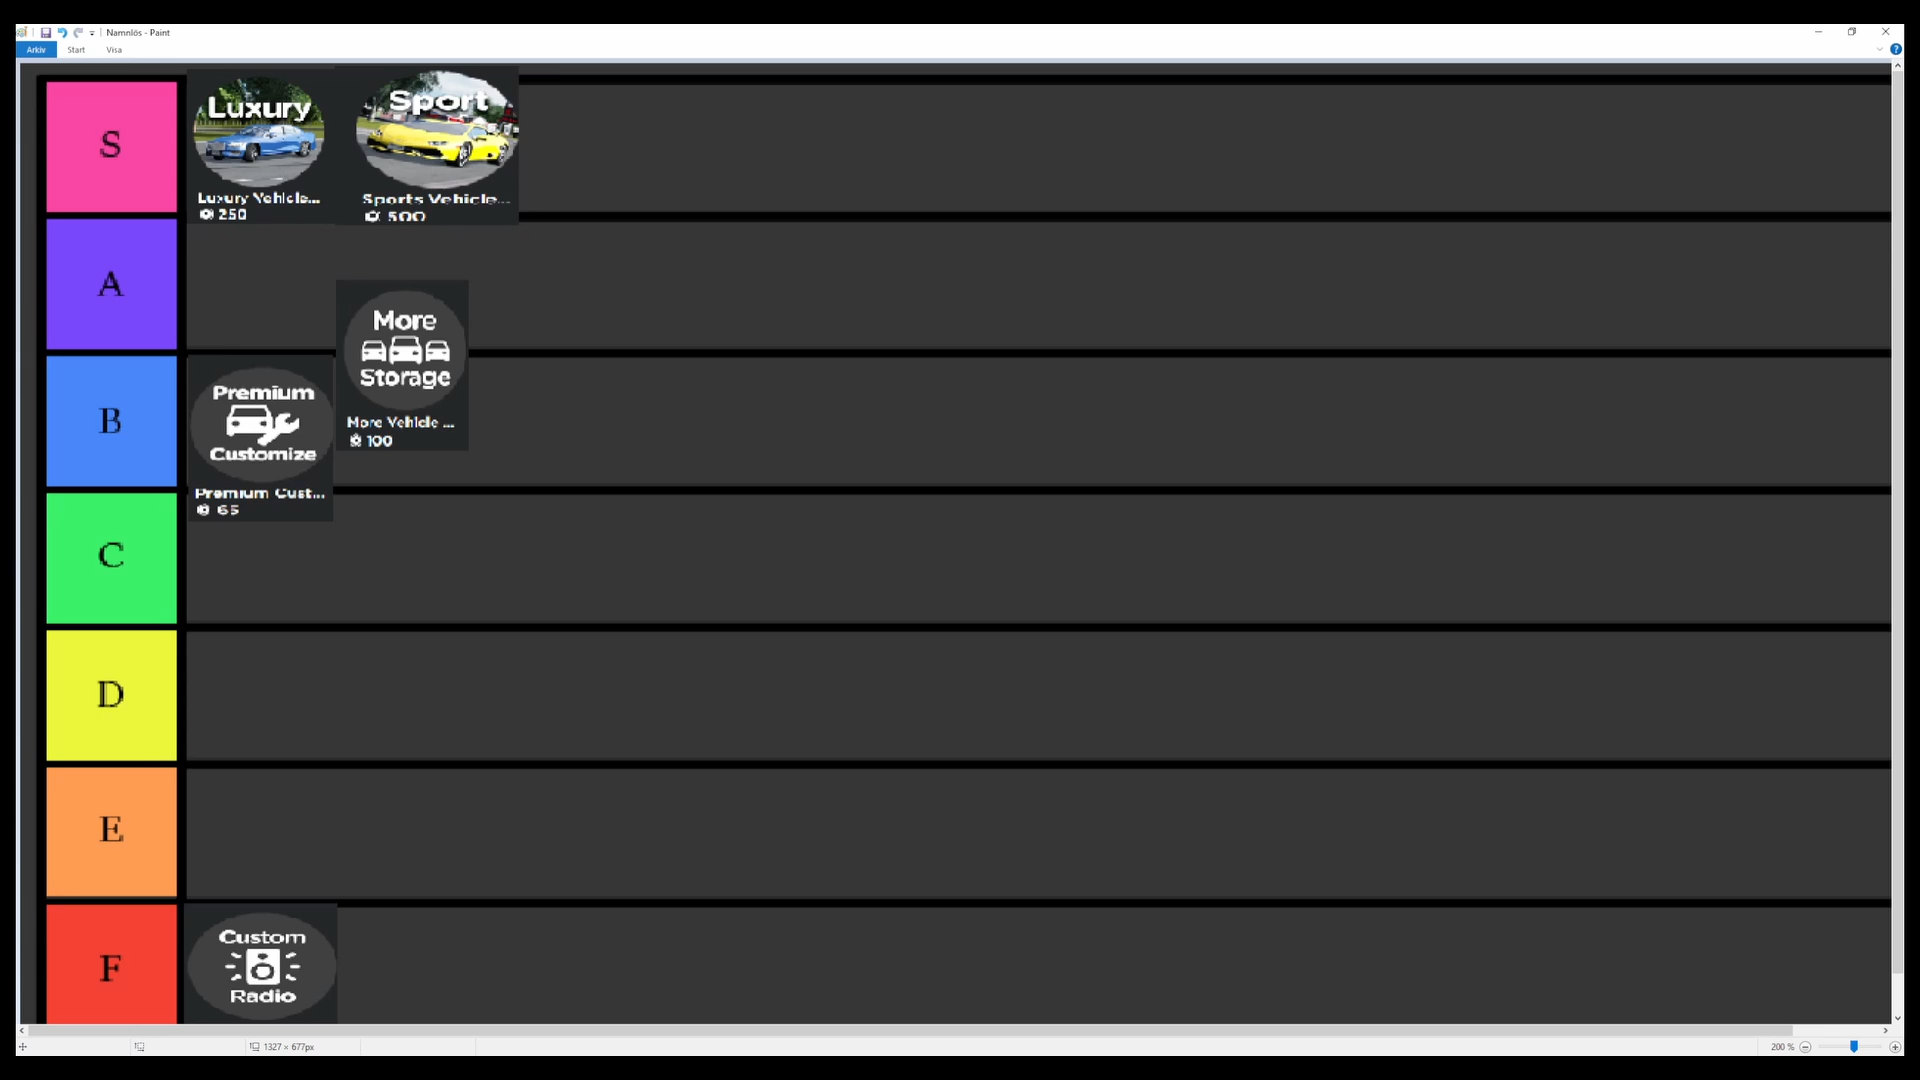 Namnlös - Paint
Arkiv Start Visa
S
Luxury
Luxury Vehicle...
250
Sport
Sports Vehicle...
500
A
More
Storage
More Vehicle ...
100
B
Premium
Customize
Premium Cust...
65
C
D
E
F
Custom
Radio
1327 × 677px
200 %